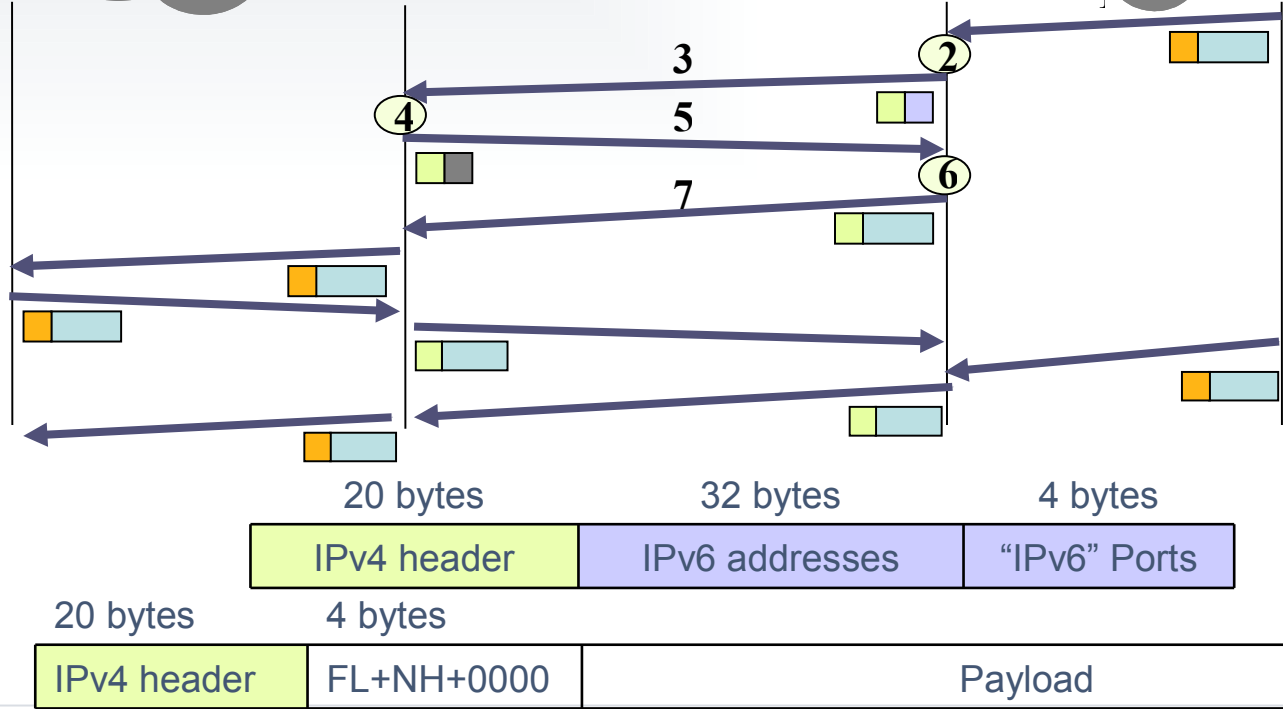 2
3
4
5
6
7
20 bytes 32 bytes 4 bytes
IPv4 header IPv6 addresses “IPv6” Ports
20 bytes 4 bytes
IPv4 header FL+NH+0000 Payload